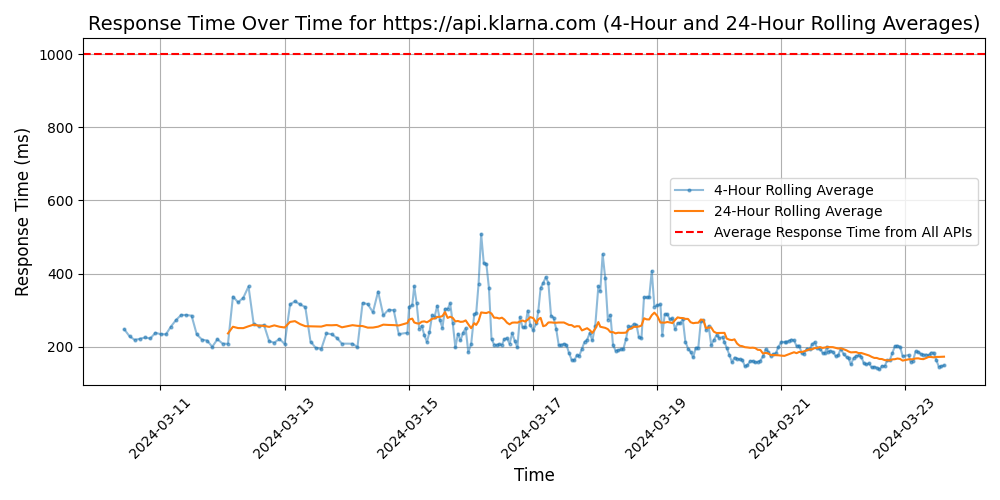 Response Time Over Time for https://api.klarna.com (4-Hour and 24-Hour Rolling Averages)
Response Time (ms)
1000
800
600
400
200
4-Hour Rolling Average
24-Hour Rolling Average
Average Response Time from All APIs
2024-03-11
2024-03-13
2024-03-15
2024-03-17
2024-03-19
2024-03-21
2024-03-23
Time